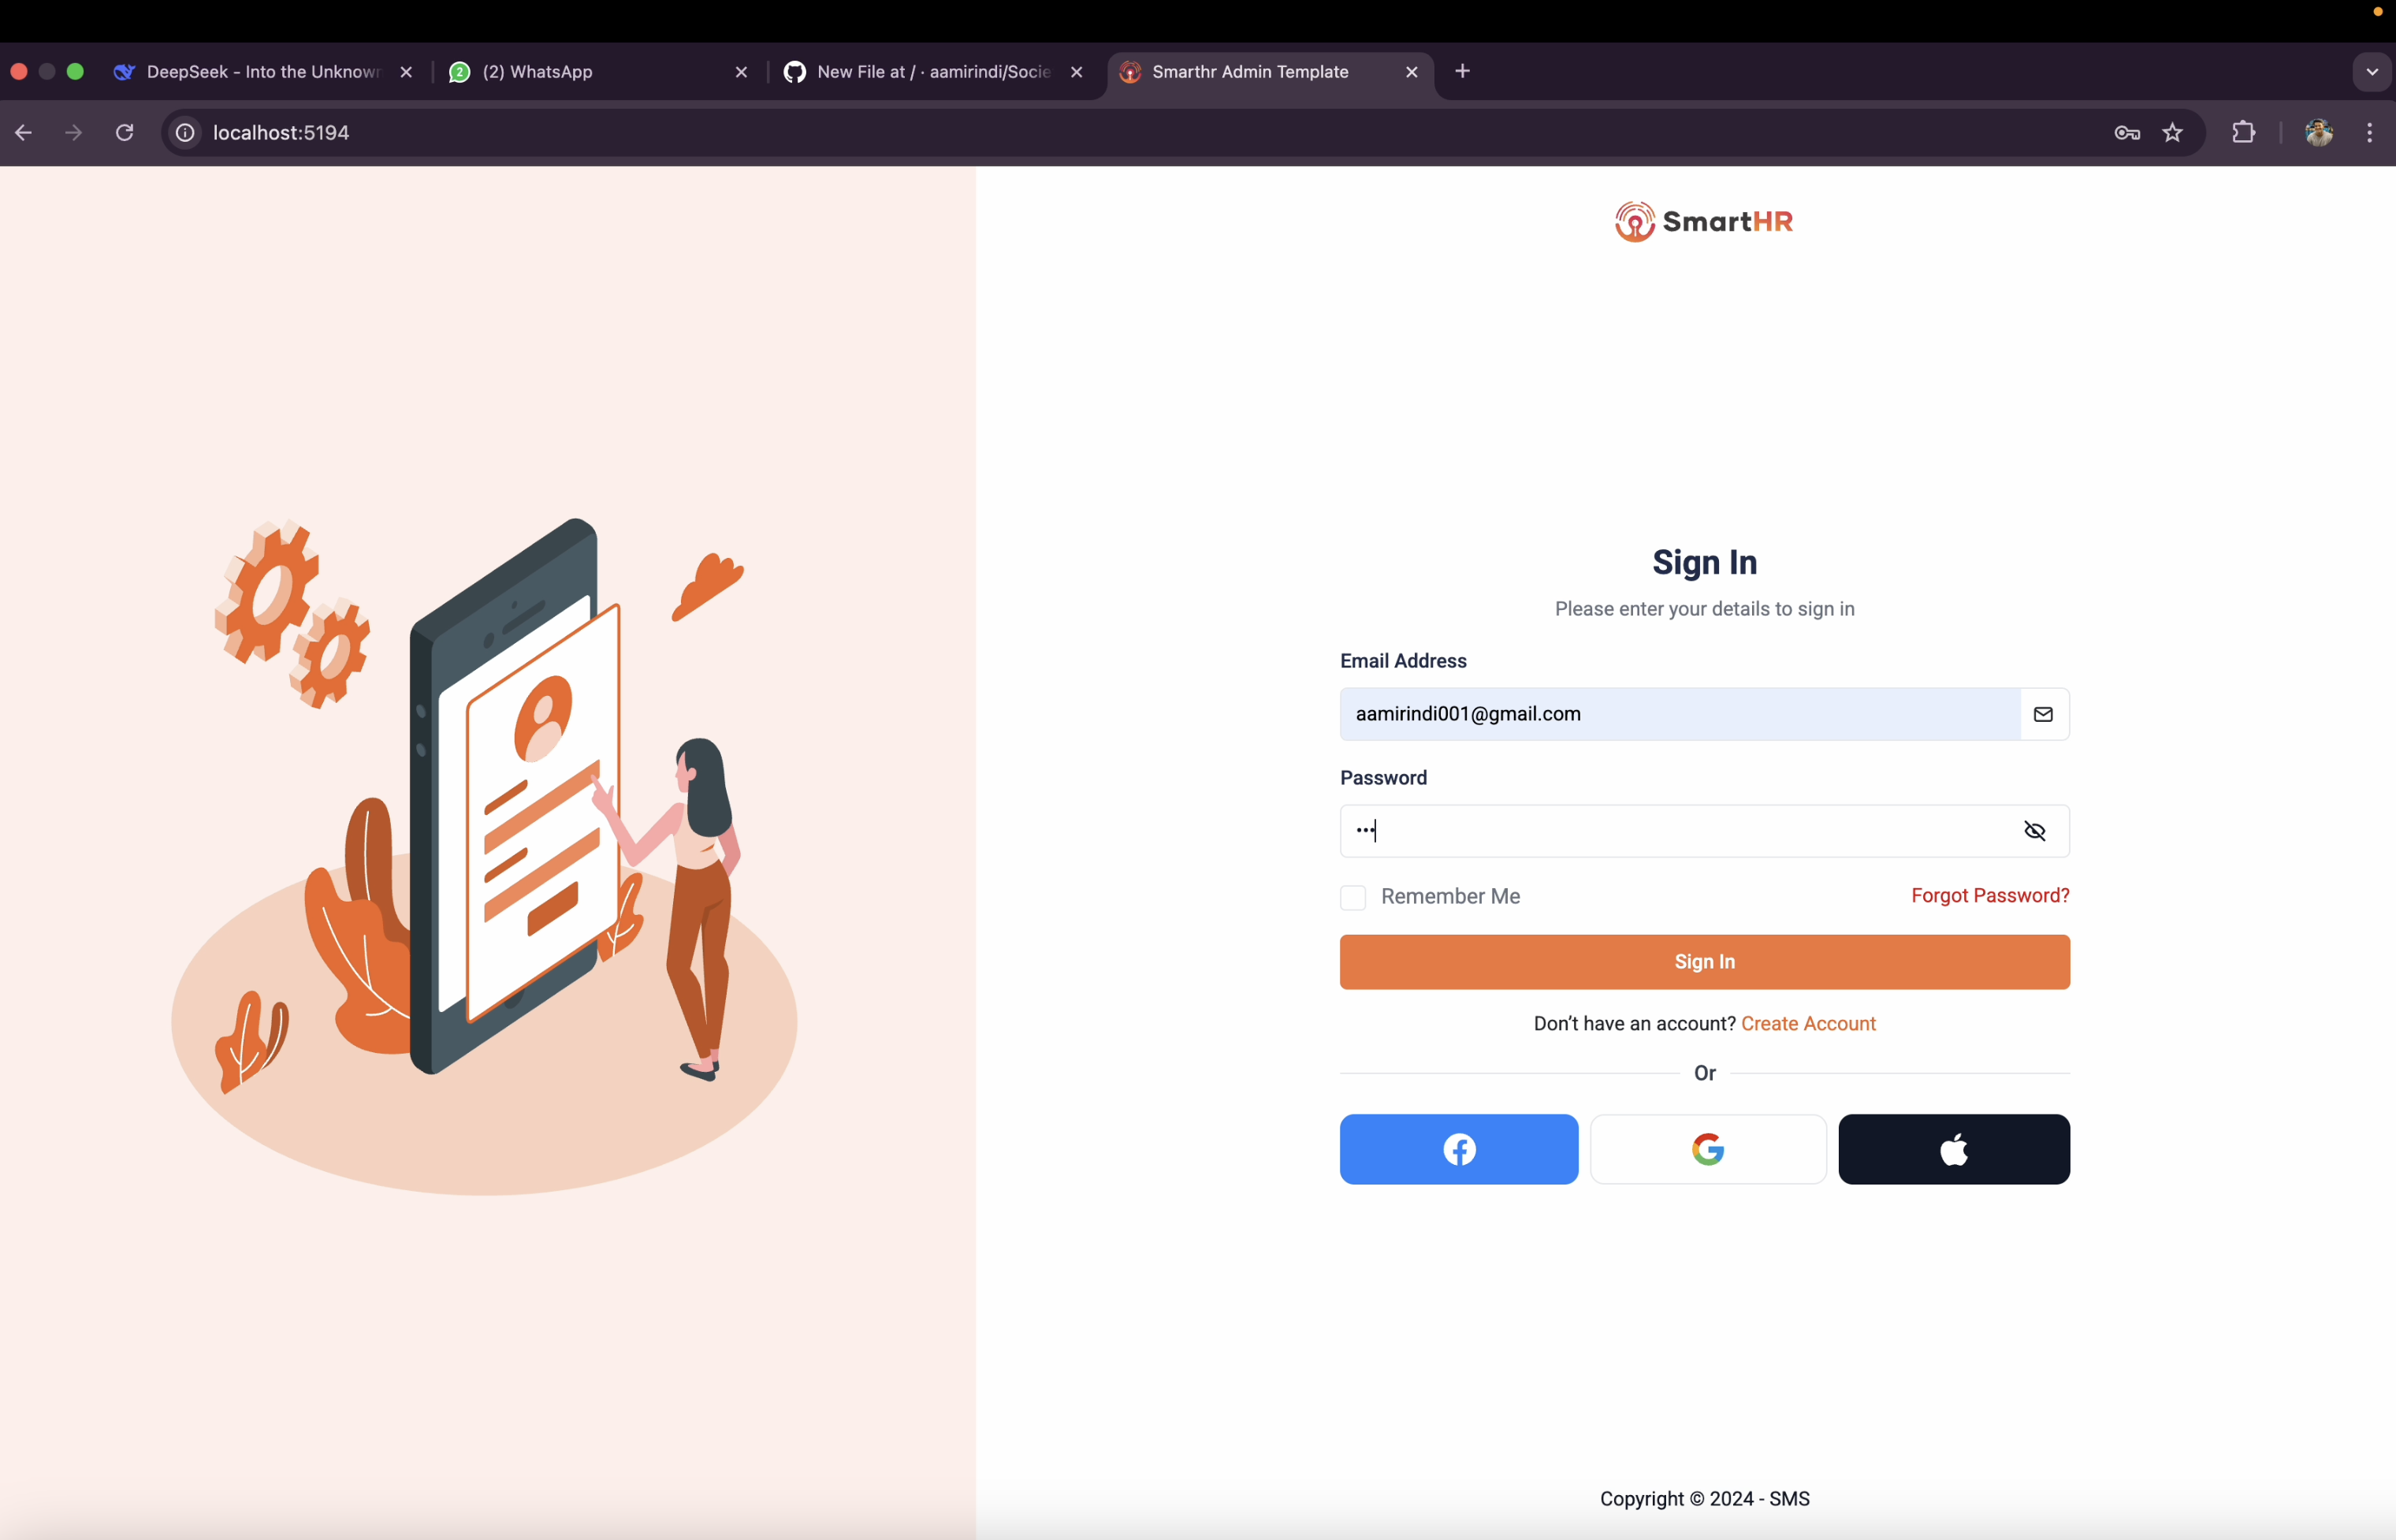 DeepSeek - Into the Unknown
2
(2) WhatsApp
New File at / · aamirindi/Socie
Smarthr Admin Template
localhost:5194
SmartHR
Sign In
Please enter your details to sign in
Email Address
aamirindi001@gmail.com
Password
Remember Me
Forgot Password?
Sign In
Don’t have an account? Create Account
Or
Copyright © 2024 - SMS